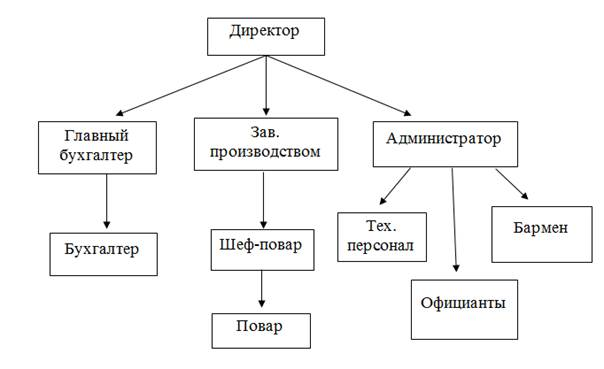 Директор
Главный
бухгалтер
Зав.
производством
Администратор
Бухгалтер
Шеф-повар
Тех.
персонал
Бармен
Официанты
Повар